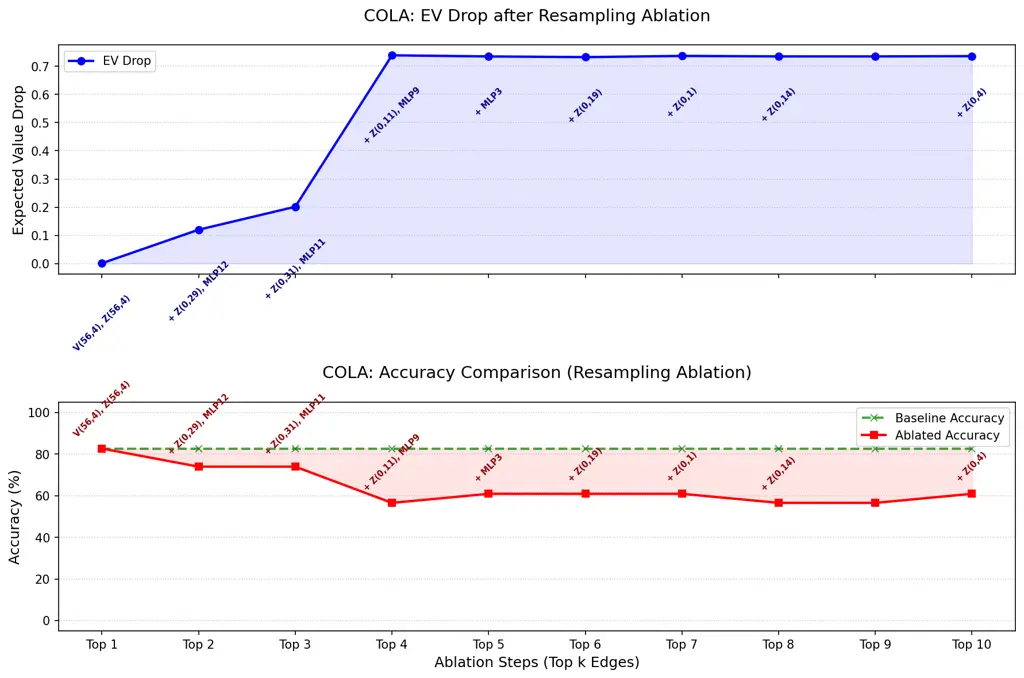 COLA: EV Drop after Resampling Ablation
EV Drop
Expected Value Drop
0.7
0.6
0.5
0.4
0.3
0.2
0.1
0.0
V(56,4), Z(56,4)
+ Z(0,29), MLP12
+ Z(0,31), MLP11
+ Z(0,11), MLP9
+ MLP3
+ Z(0,19)
+ Z(0,1)
+ Z(0,14)
+ Z(0,4)
COLA: Accuracy Comparison (Resampling Ablation)
Baseline Accuracy
Ablated Accuracy
Accuracy (%)
100
80
60
40
20
0
V(56,4), Z(56,4)
+ Z(0,29), MLP12
+ Z(0,31), MLP11
+ Z(0,11), MLP9
+ MLP3
+ Z(0,19)
+ Z(0,1)
+ Z(0,14)
+ Z(0,4)
Top 1 Top 2 Top 3 Top 4 Top 5 Top 6 Top 7 Top 8 Top 9 Top 10
Ablation Steps (Top k Edges)